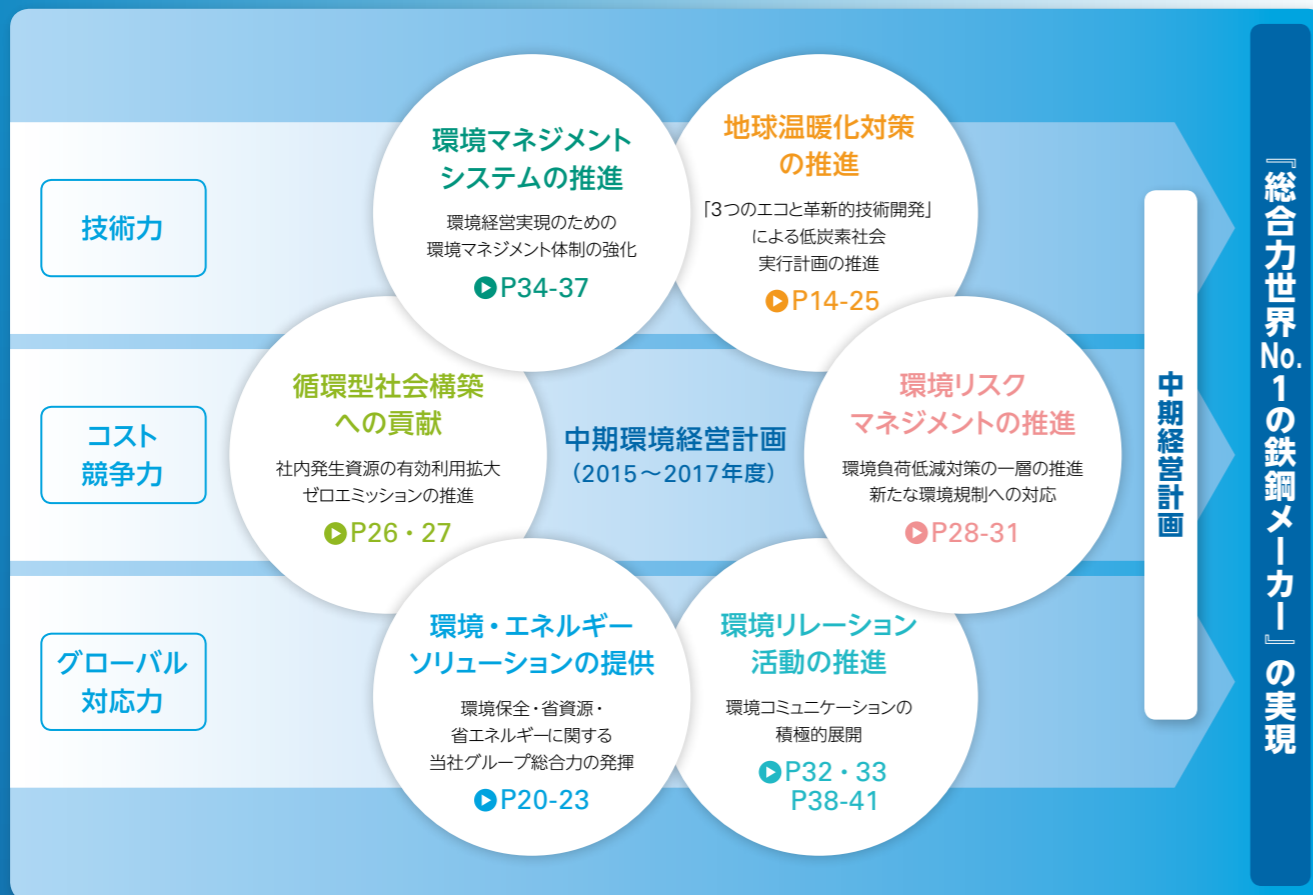 技術力
コスト
競争力
グローバル
対応力
環境マネジメント
システムの推進
環境経営実現のための
環境マネジメント体制の強化
P34-37
地球温暖化対策
の推進
「3つのエコと革新的技術開発」
による低炭素社会
実行計画の推進
P14-25
循環型社会構築
への貢献
社内発生資源の有効利用拡大
ゼロエミッションの推進
P26・27
中期環境経営計画
（2015～2017年度）
環境リスク
マネジメントの推進
環境負荷低減対策の一層の推進
新たな環境規制への対応
P28-31
環境・エネルギー
ソリューションの提供
環境保全・省資源・
省エネルギーに関する
当社グループ総合力の発揮
P20-23
環境リレーション
活動の推進
環境コミュニケーションの
積極的展開
P32・33
P38-41
中期経営計画
『総合力世界No.1の鉄鋼メーカー』の実現